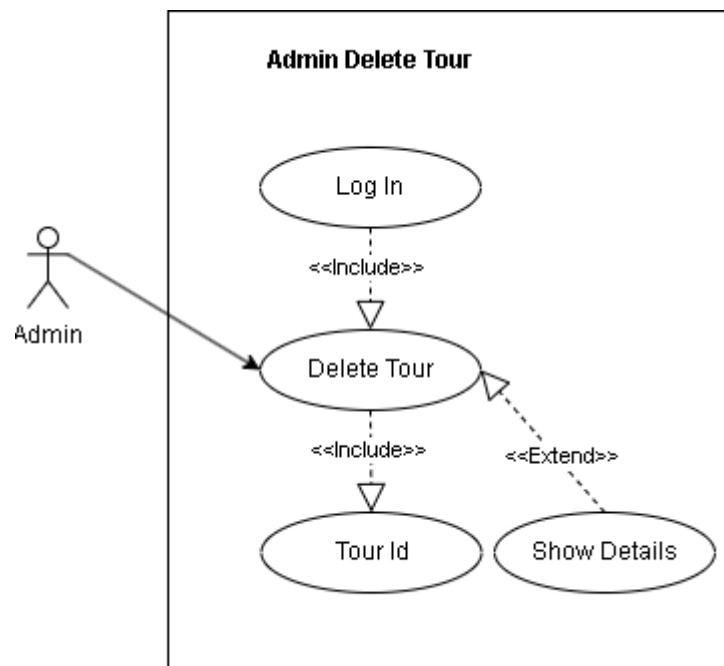 Admin Delete Tour
Log In
<<Include>>
Admin
Delete Tour
<<Include>>
<<Extend>>
Tour Id
Show Details